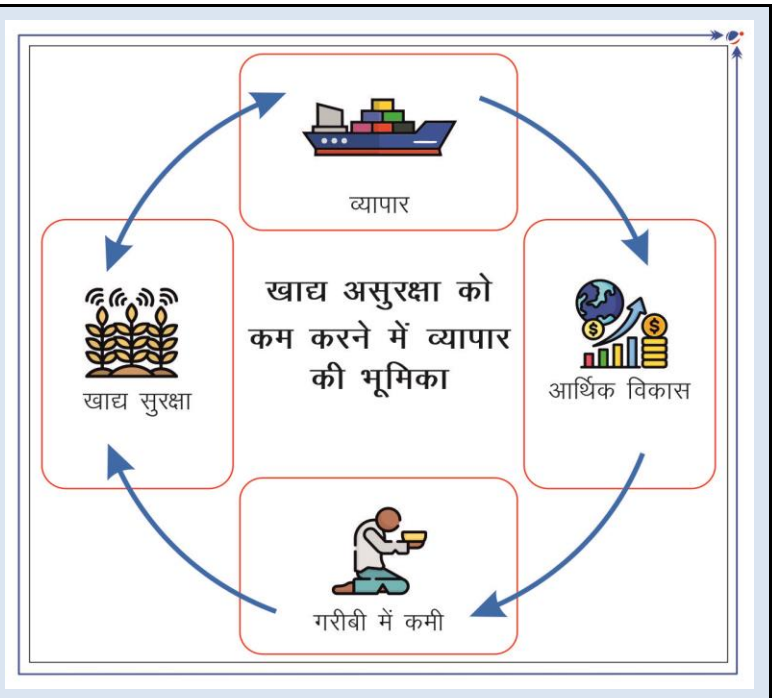 व्यापार
खाद्य असुरक्षा को
कम करने में व्यापार
की भूमिका
आर्थिक विकास
खाद्य सुरक्षा
गरीबी में कमी